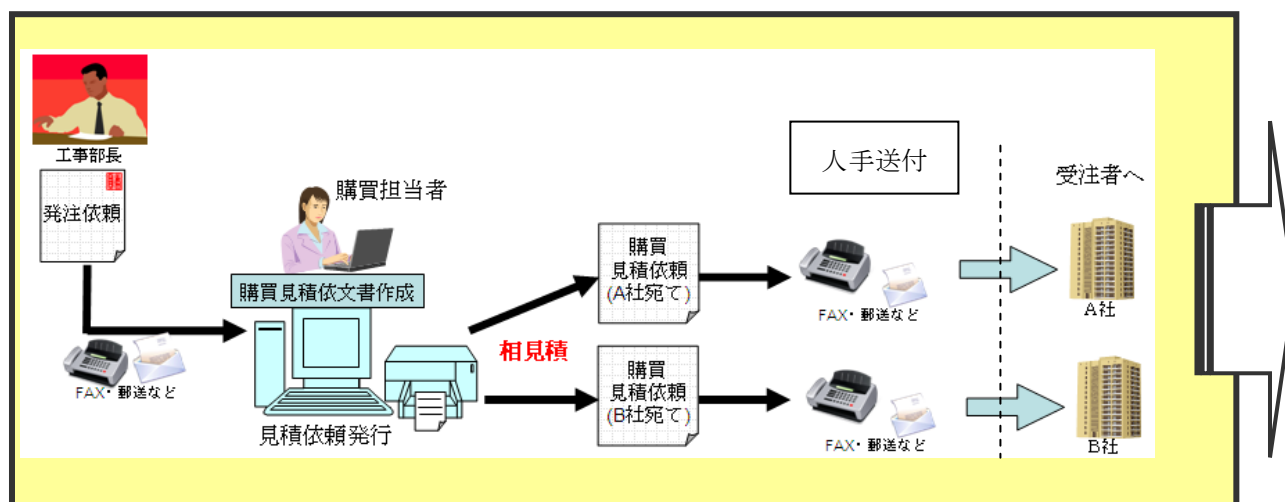 工事部長
発注依頼
FAX・郵送など
購買担当者
購買見積依文書作成
見積依頼発行
相見積
購買
見積依頼
(A社宛て)
購買
見積依頼
(B社宛て)
人手送付
FAX・郵送など
FAX・郵送など
受注者へ
A社
B社